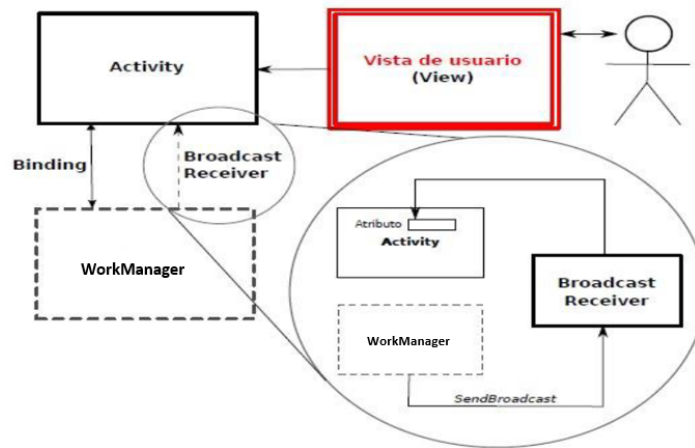 Activity
Vista de usuario
(View)
Binding
Broadcast
Receiver
WorkManager
Atributo
Activity
Broadcast
Receiver
WorkManager
SendBroadcast